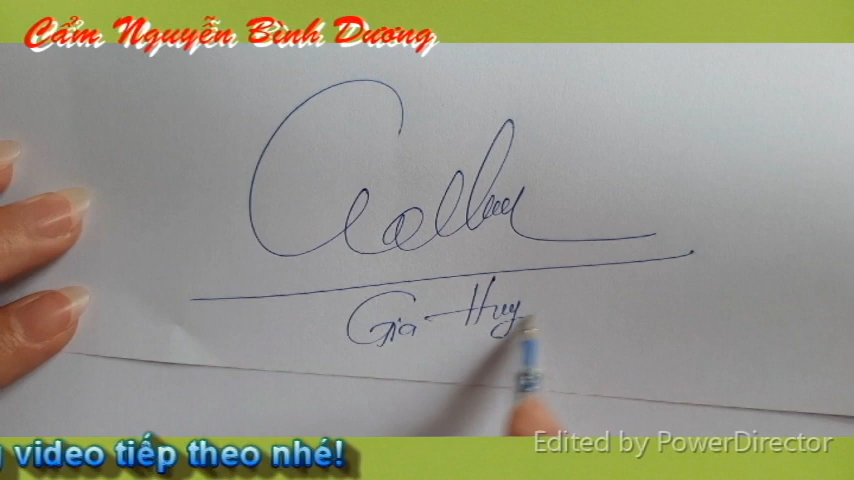 Cẩm Nguyễn Bình Dương
Gia Huy
video tiếp theo nhé!
Edited by PowerDirector